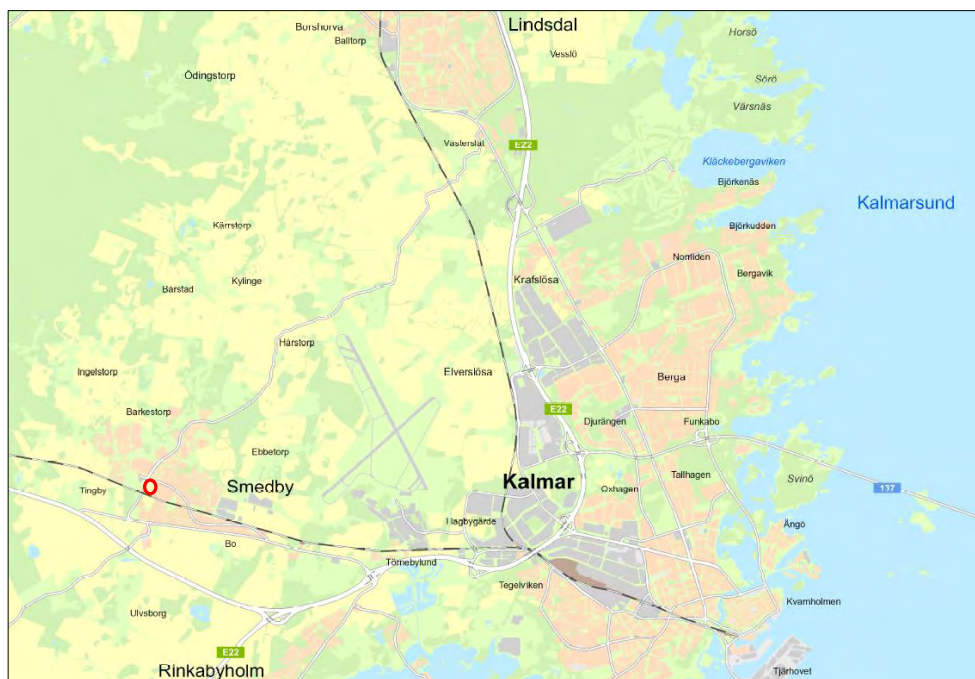 Borshorva
Lindsdal
Horsö
Balltorp
Vesslö
Ödingstorp
Sörö
Värsnäs
Västerslät
E22
Kläckebergaviken
Björkenäs
Kalmarsund
Kärrstorp
Björkudden
Norrliden
Kylinge
Krafslösa
Bergavik
Barstad
Hårstorp
Ingelstorp
Elverslösa
Berga
Barkestorp
E22
Djurängen
Funkabo
Ebbetorp
Tallhagen
Svinö
Tingby
Smedby
Kalmar
Oxhagen
137
Hagbygärde
Ängö
Bo
Törnebylund
Tegelviken
Kvarnholmen
Ulvsborg
E22
Rinkabyholm
Tjärhovet